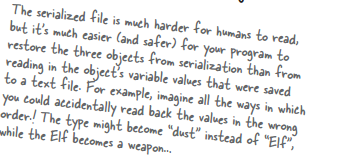 The serialized file is much harder for humans to read,
but it's much easier (and safer) for your program to
restore the three objects from serialization than from
reading in the object's variable values that were saved
to a text file. For example, imagine all the ways in which
you could accidentally read back the values in the wrong
order! The type might become "dust" instead of "Elf",
while the Elf becomes a weapon...